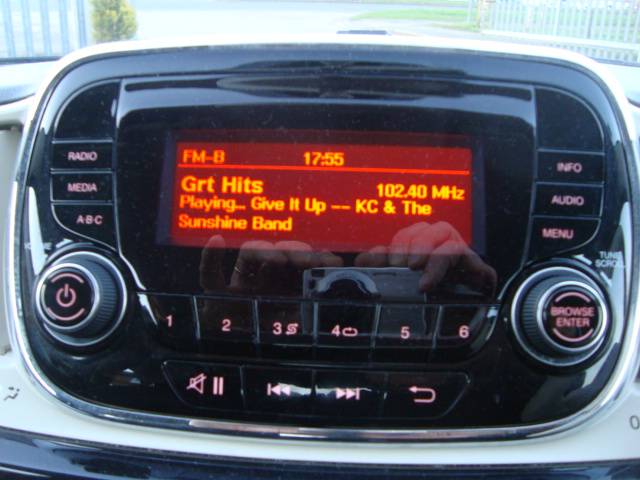 FM-B 17:55
Grt Hits 102.40 MHz
Playing... Give It Up -- KC & The
Sunshine Band
RADIO
MEDIA
A-B-C
INFO
AUDIO
MENU
TUNE
SCROLL
BROWSE
ENTER
1 2 3 4 5 6
0